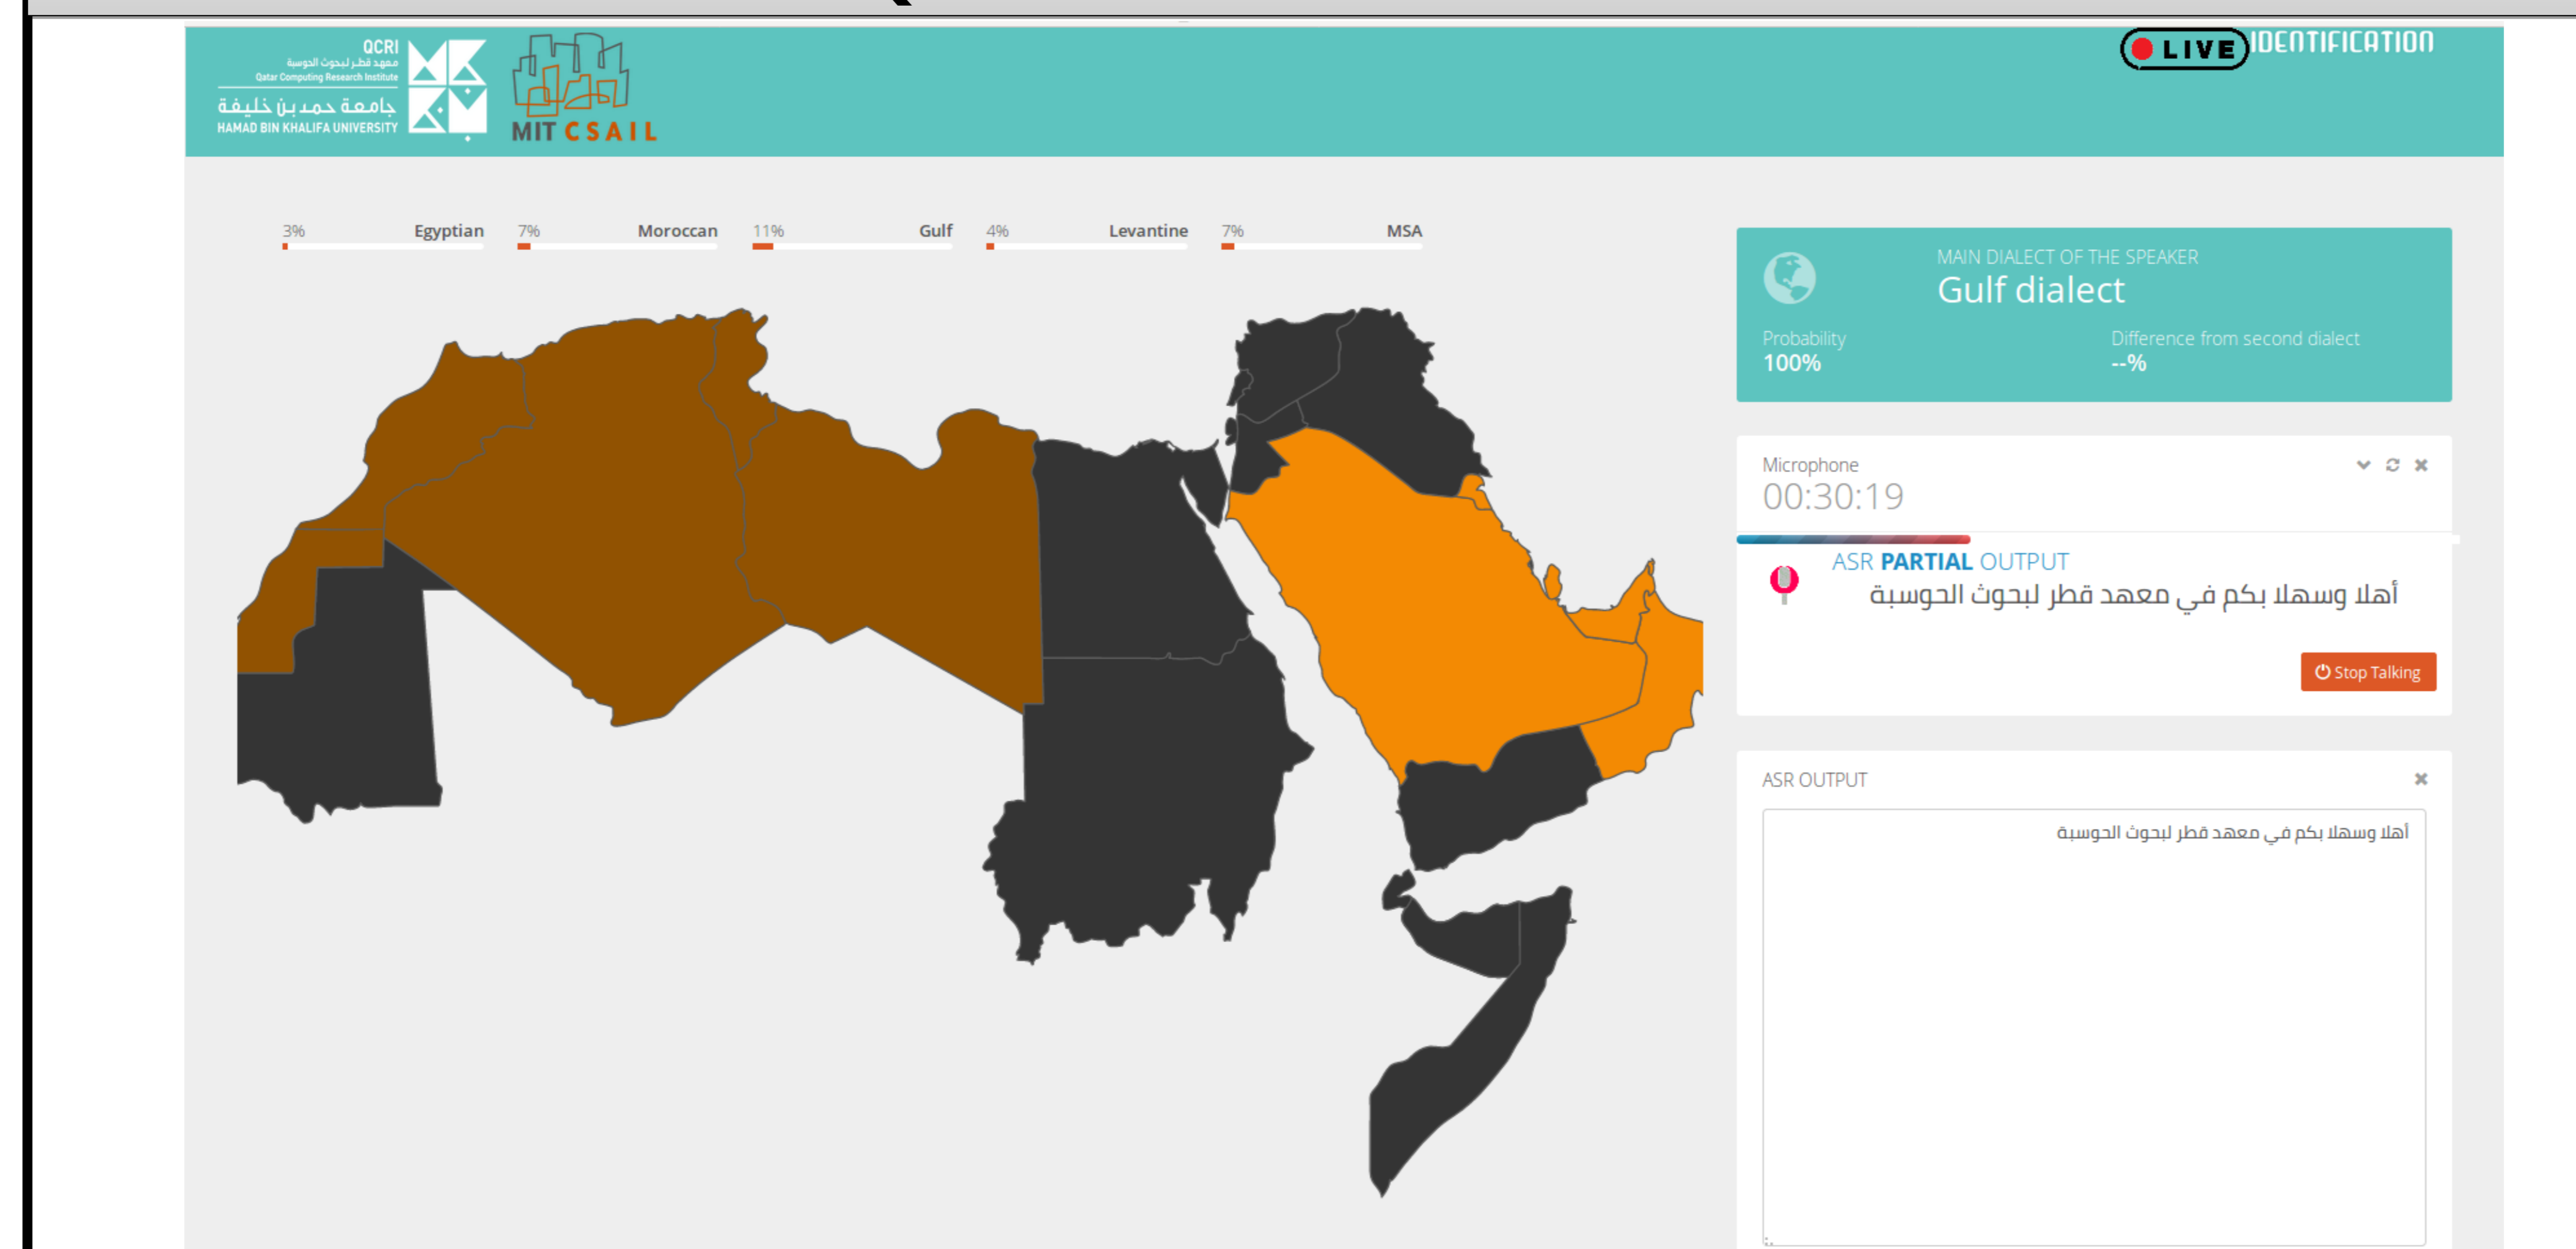 QCRI
معهد قطر لبحوث الحوسبة
Qatar Computing Research Institute
جامعة حمد بن خليفة
HAMAD BIN KHALIFA UNIVERSITY
MIT CSAIL
LIVE
IDENTIFICATION
3% Egyptian
7% Moroccan
11% Gulf
4% Levantine
7% MSA
MAIN DIALECT OF THE SPEAKER
Gulf dialect
Probability
100%
Difference from second dialect
--%
Microphone
00:30:19
ASR PARTIAL OUTPUT
أهلا وسهلا بكم في معهد قطر لبحوث الحوسبة
Stop Talking
ASR OUTPUT
أهلا وسهلا بكم في معهد قطر لبحوث الحوسبة